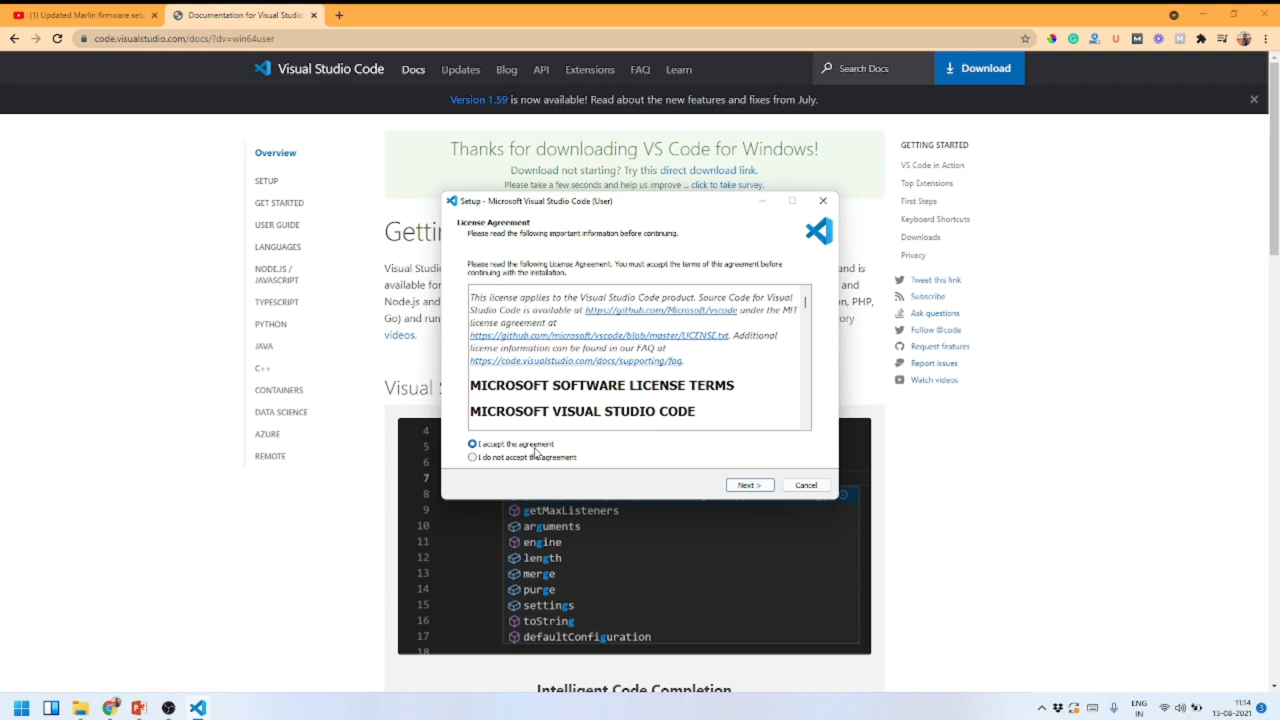 (1) Updated Marlin firmware set
Documentation for Visual Studio
code.visualstudio.com/docs/?dv=win64user
Visual Studio Code
Docs
Updates
Blog
API
Extensions
FAQ
Learn
Search Docs
Download
Version 1.59 is now available! Read about the new features and fixes from July.
Overview
SETUP
GET STARTED
USER GUIDE
LANGUAGES
NODE.JS /
JAVASCRIPT
TYPESCRIPT
PYTHON
JAVA
C++
CONTAINERS
DATA SCIENCE
AZURE
REMOTE
Thanks for downloading VS Code for Windows!
Download not starting? Try this direct download link.
Please take a few seconds and help us improve ... click to take survey.
Getti
Visual Studi
available for
Node.js and
Go) and run
videos.
and is
on, PHP,
ory
Visual S
Setup - Microsoft Visual Studio Code (User)
License Agreement
Please read the following important information before continuing.
Please read the following License Agreement. You must accept the terms of this agreement before
continuing with the installation.
This license applies to the Visual Studio Code product. Source Code for Visual
Studio Code is available at https://github.com/Microsoft/vscode under the MIT
license agreement at
https://github.com/microsoft/vscode/blob/master/LICENSE.txt. Additional
license information can be found in our FAQ at
https://code.visualstudio.com/docs/supporting/faq.
MICROSOFT SOFTWARE LICENSE TERMS
MICROSOFT VISUAL STUDIO CODE
I accept the agreement
I do not accept the agreement
Next >
Cancel
4
5
6
7
8
9 getMaxListeners
10 arguments
11 engine
12 length
13 merge
14 purge
15 settings
16 toString
17 defaultConfiguration
18
Intelligent Code Completion
GETTING STARTED
VS Code in Action
Top Extensions
First Steps
Keyboard Shortcuts
Downloads
Privacy
Tweet this link
Subscribe
Ask questions
Follow @code
Request features
Report issues
Watch videos
ENG
IN
11:14
13-08-2021
3